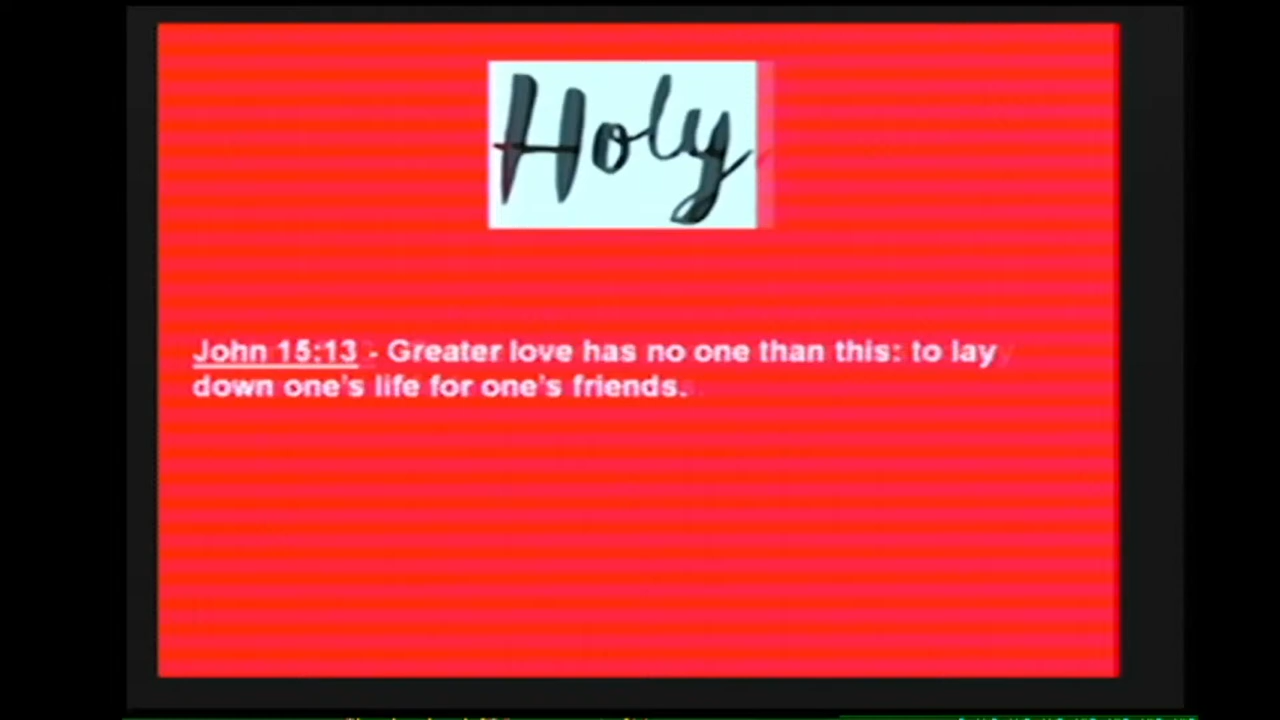 Holy
John 15:13 - Greater love has no one than this: to lay
down one's life for one's friends.